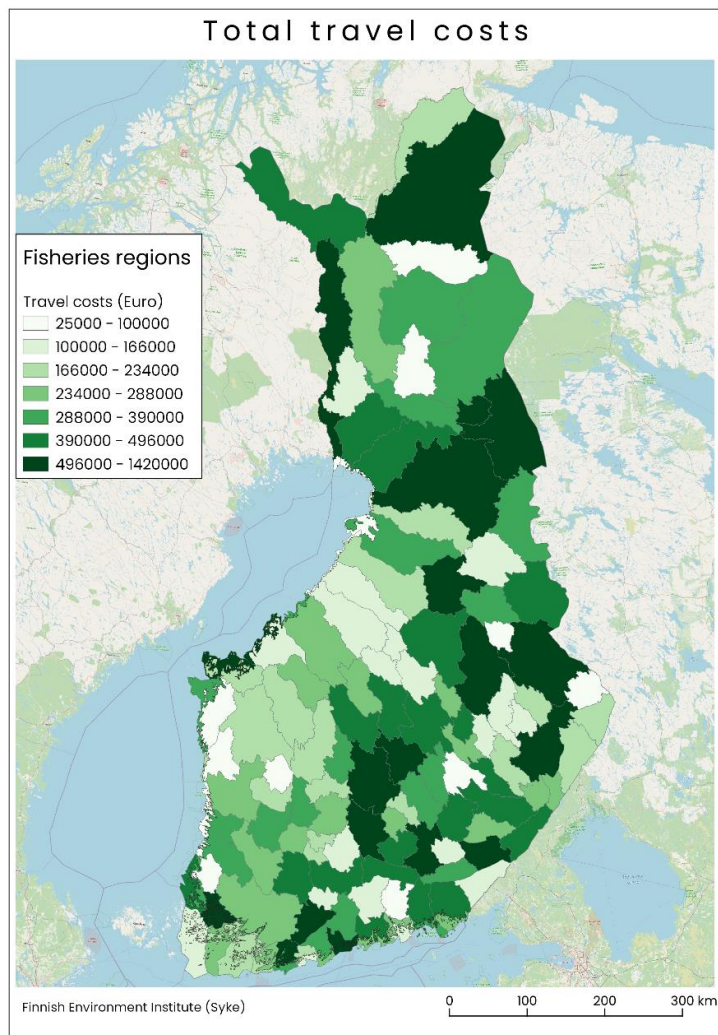 Total travel costs
Fisheries regions
Travel costs (Euro)
25000 - 100000
100000 - 166000
166000 - 234000
234000 - 288000
288000 - 390000
390000 - 496000
496000 - 1420000
Finnish Environment Institute (Syke)
0 100 200 300 km